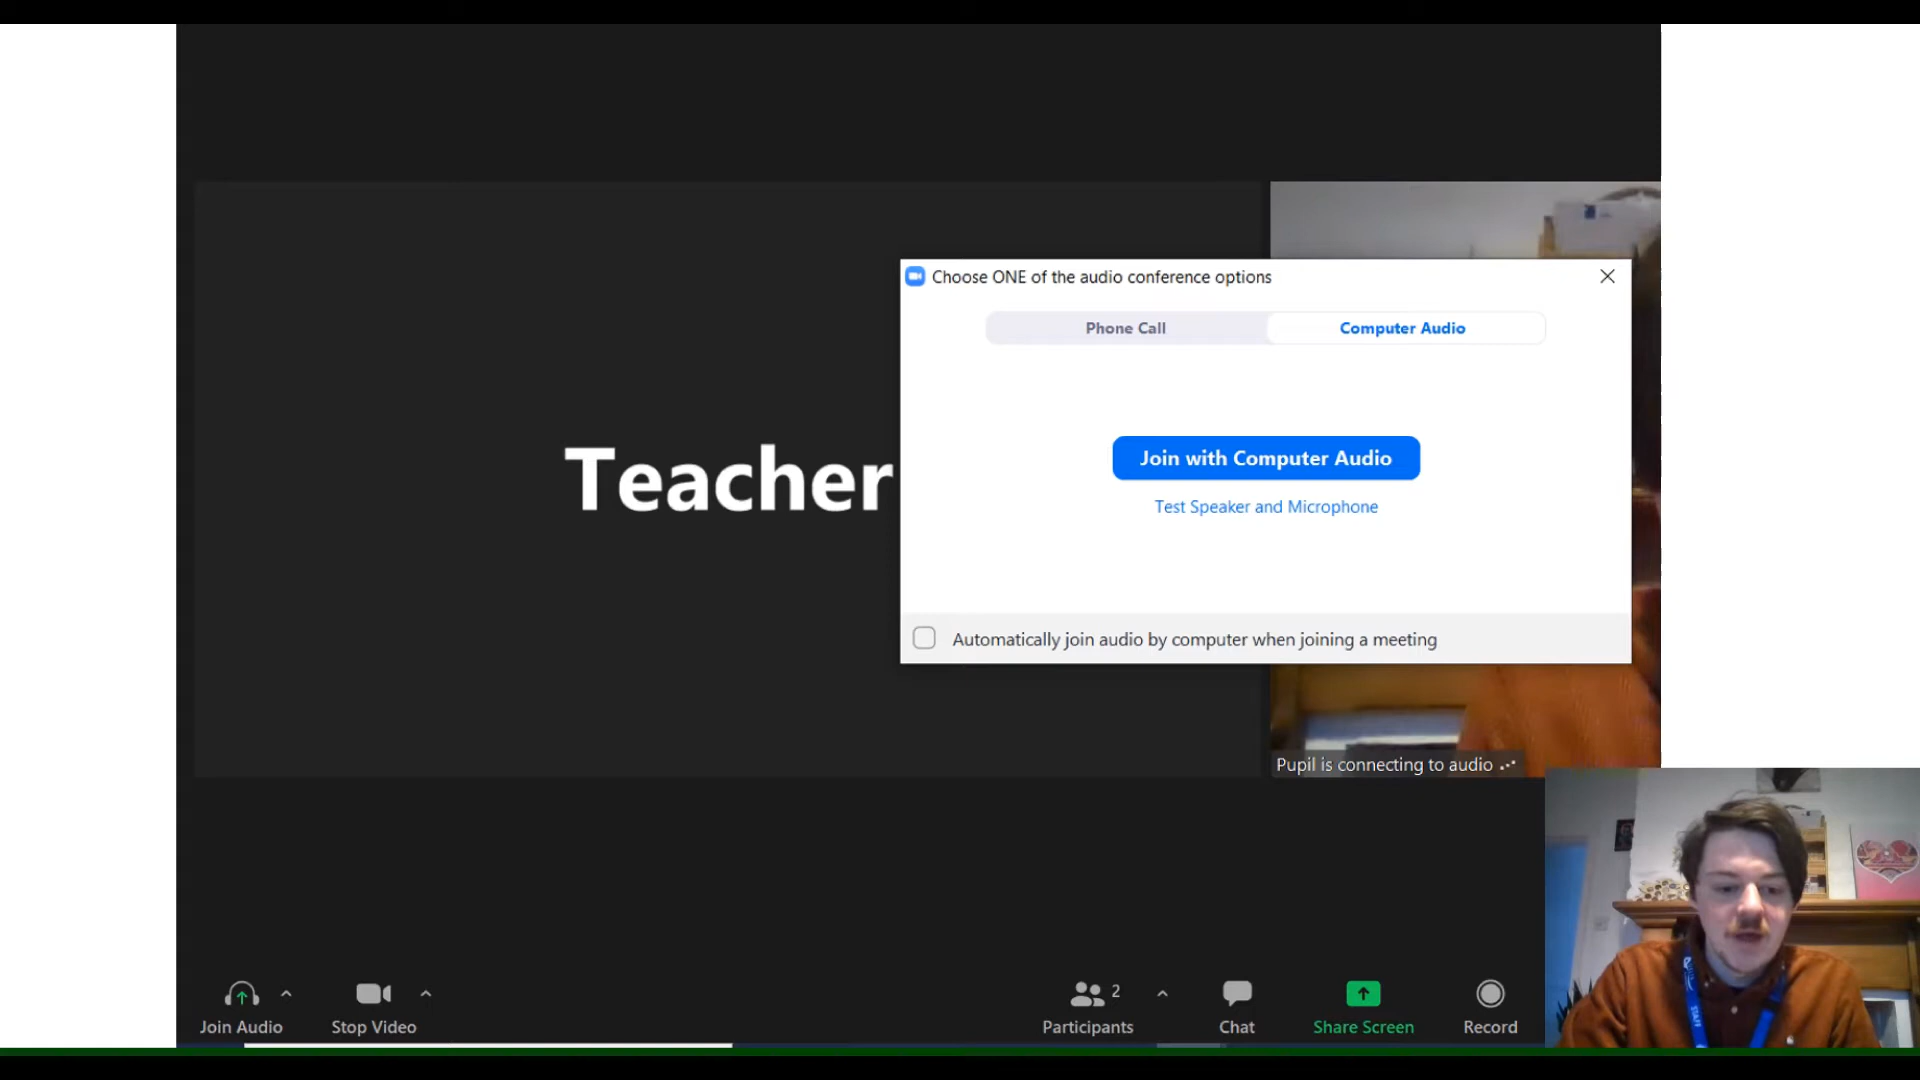 Choose ONE of the audio conference options
Phone Call
Computer Audio
Teacher
Join with Computer Audio
Test Speaker and Microphone
Automatically join audio by computer when joining a meeting
Pupil is connecting to audio
2
Join Audio
Stop Video
Participants
Chat
Share Screen
Record
STAFF